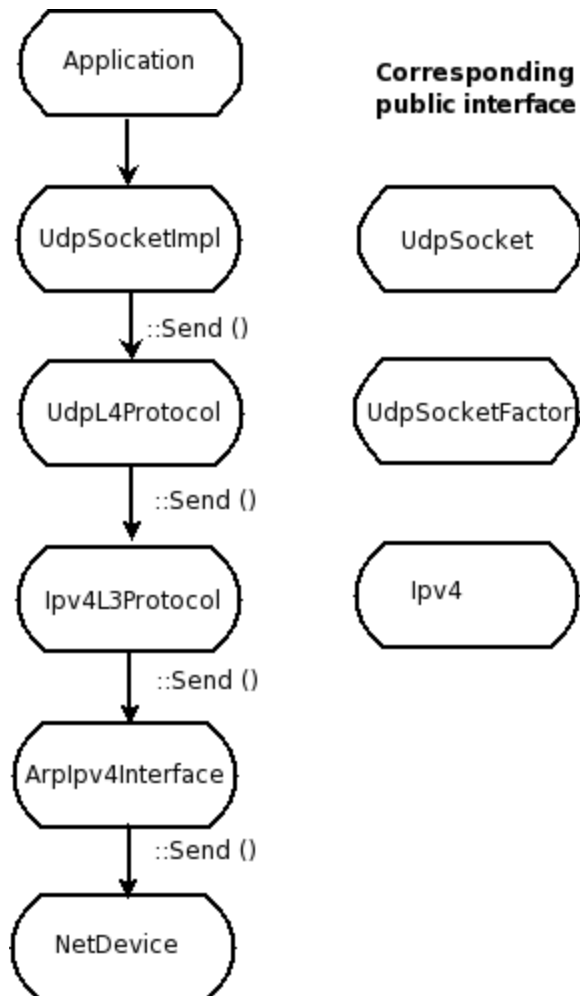 Application
Corresponding
public interface
UdpSocketImpl
UdpSocket
::Send ()
UdpL4Protocol
UdpSocketFactor
::Send ()
Ipv4L3Protocol
Ipv4
::Send ()
ArpIpv4Interface
::Send ()
NetDevice